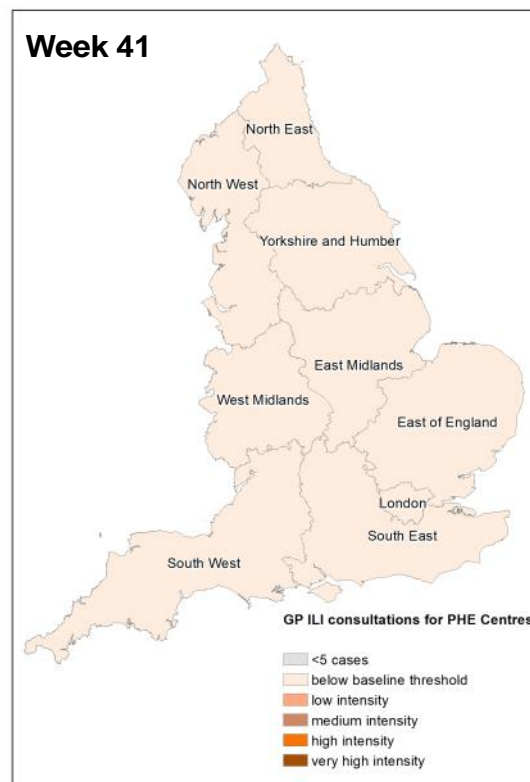 Week 41
North East
North West
Yorkshire and Humber
East Midlands
West Midlands
East of England
London
South East
South West
GP ILI consultations for PHE Centres
<5 cases
below baseline threshold
low intensity
medium intensity
high intensity
very high intensity